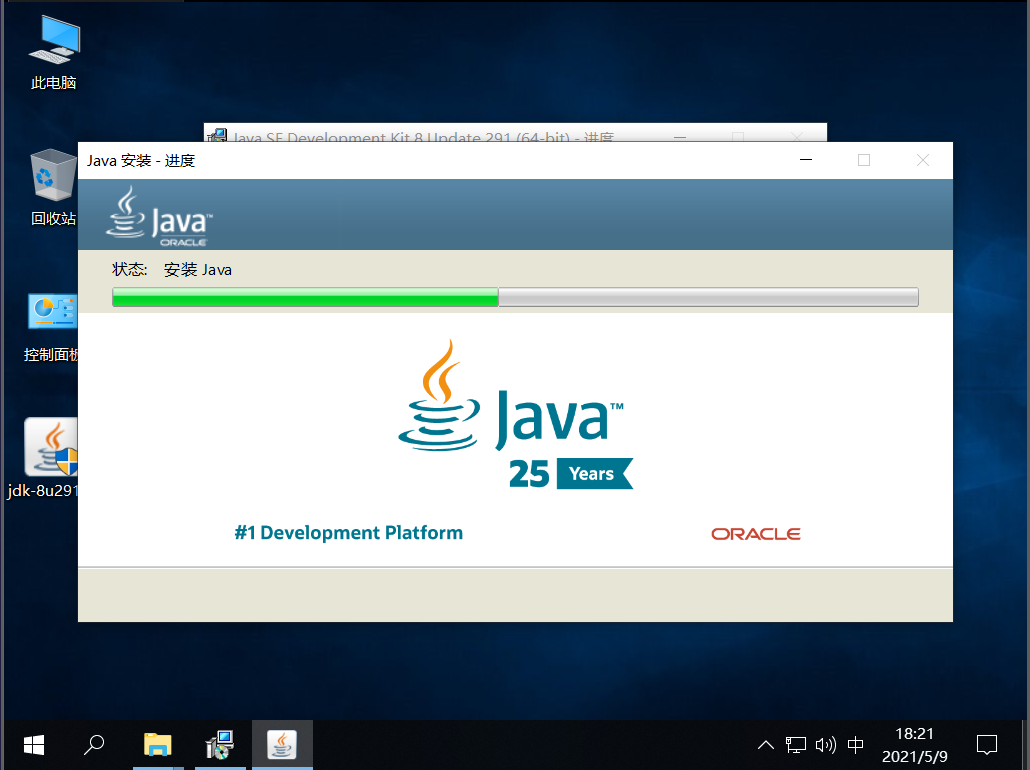 此电脑
回收站
控制面板
jdk-8u291
Java SE Development Kit 8 Update 291 (64-bit) - 进度
Java 安装 - 进度
Java™
ORACLE
状态: 安装 Java
Java™
25 Years
#1 Development Platform
ORACLE
中
18:21
2021/5/9